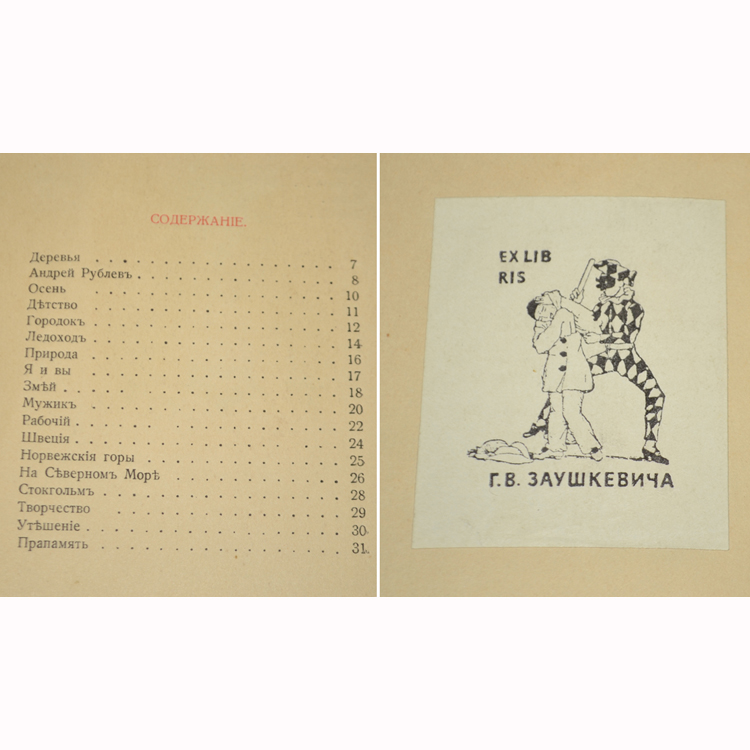 СОДЕРЖАНІЕ.
Деревья . . . . . . . . . . . . . 7
Андрей Рублевъ . . . . . . . . . . 8
Осень . . . . . . . . . . . . . 10
Дѣтство . . . . . . . . . . . . 11
Городокъ . . . . . . . . . . . . 12
Ледоходъ . . . . . . . . . . . . 14
Природа . . . . . . . . . . . . 16
Я и вы . . . . . . . . . . . . . 17
Змѣй . . . . . . . . . . . . . 18
Мужикъ . . . . . . . . . . . . 20
Рабочій . . . . . . . . . . . . 22
Швеція . . . . . . . . . . . . 24
Норвежскія горы . . . . . . . . . 25
На Сѣверномъ Морѣ . . . . . . . . 26
Стокгольмъ . . . . . . . . . . . 28
Творчество . . . . . . . . . . . 29
Утѣшеніе . . . . . . . . . . . . 30
Прапамять . . . . . . . . . . . 31
EX LIB
RIS
Г. В. ЗАУШКЕВИЧА